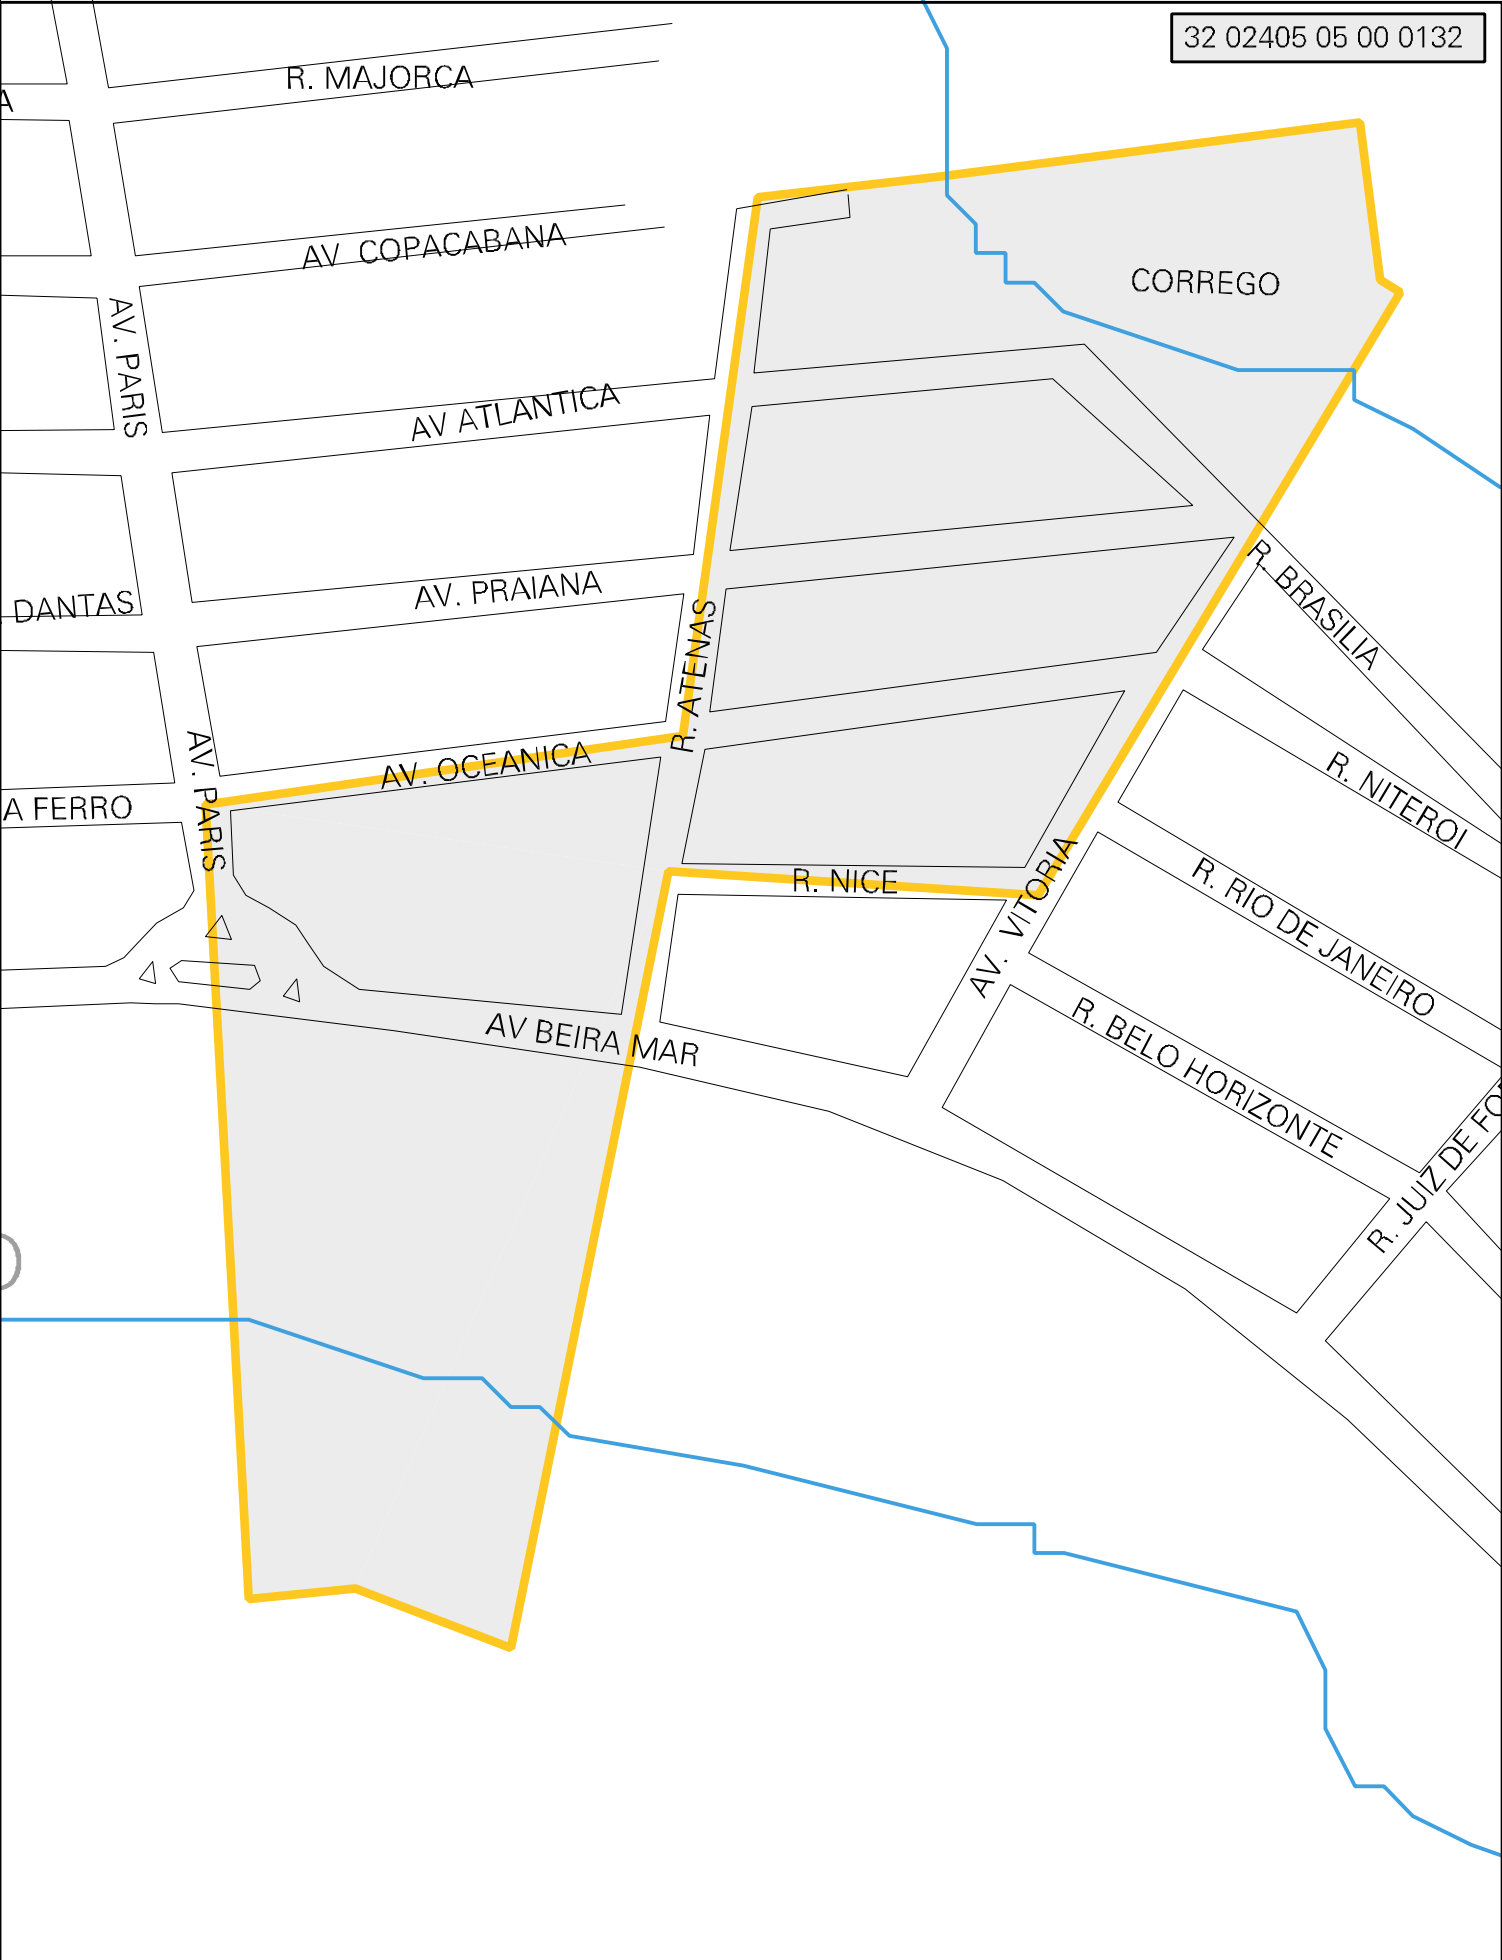 32 02405 05 00 0132
R. MAJORCA
A
AV COPACABANA
CORREGO
AV. PARIS
AV ATLANTICA
R. BRASILIA
AV. PRAIANA
DANTAS
R. ATENAS
AV. OCEANICA
AV. PARIS
R. NITEROI
A FERRO
R. NICE
AV. VITORIA
R. RIO DE JANEIRO
AV BEIRA MAR
R. BELO HORIZONTE
R. JUIZ DE FO